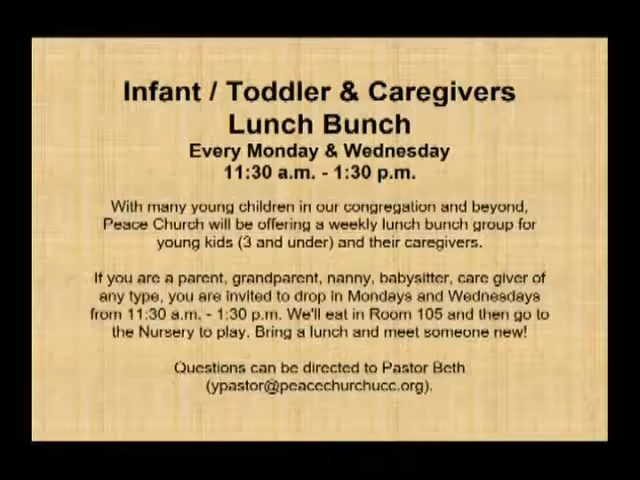 Infant / Toddler & Caregivers
Lunch Bunch
Every Monday & Wednesday
11:30 a.m. - 1:30 p.m.
With many young children in our congregation and beyond,
Peace Church will be offering a weekly lunch bunch group for
young kids (3 and under) and their caregivers.
If you are a parent, grandparent, nanny, babysitter, care giver of
any type, you are invited to drop in Mondays and Wednesdays
from 11:30 a.m. - 1:30 p.m. We'll eat in Room 105 and then go to
the Nursery to play. Bring a lunch and meet someone new!
Questions can be directed to Pastor Beth
(ypastor@peacechurchucc.org).